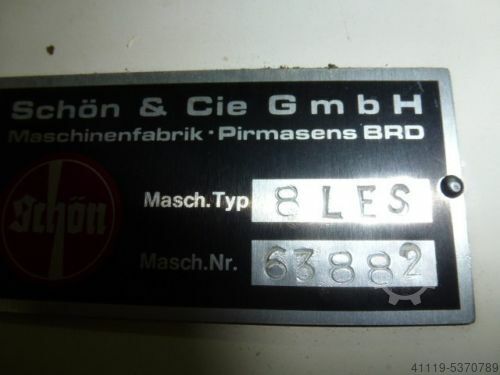 Schön & Cie GmbH
Maschinenfabrik · Pirmasens BRD
Schön
Masch.Typ 8 LES
Masch.Nr. 63882
41119-5370789